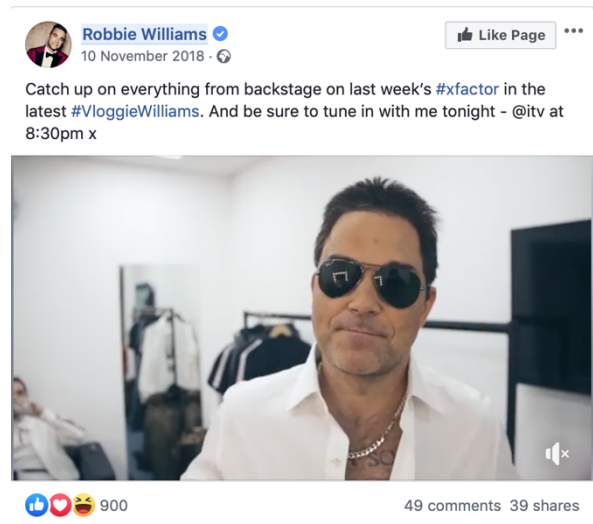 Robbie Williams
Like Page
10 November 2018 ·
Catch up on everything from backstage on last week's #xfactor in the
latest #VloggieWilliams. And be sure to tune in with me tonight - @itv at
8:30pm x
900
49 comments 39 shares